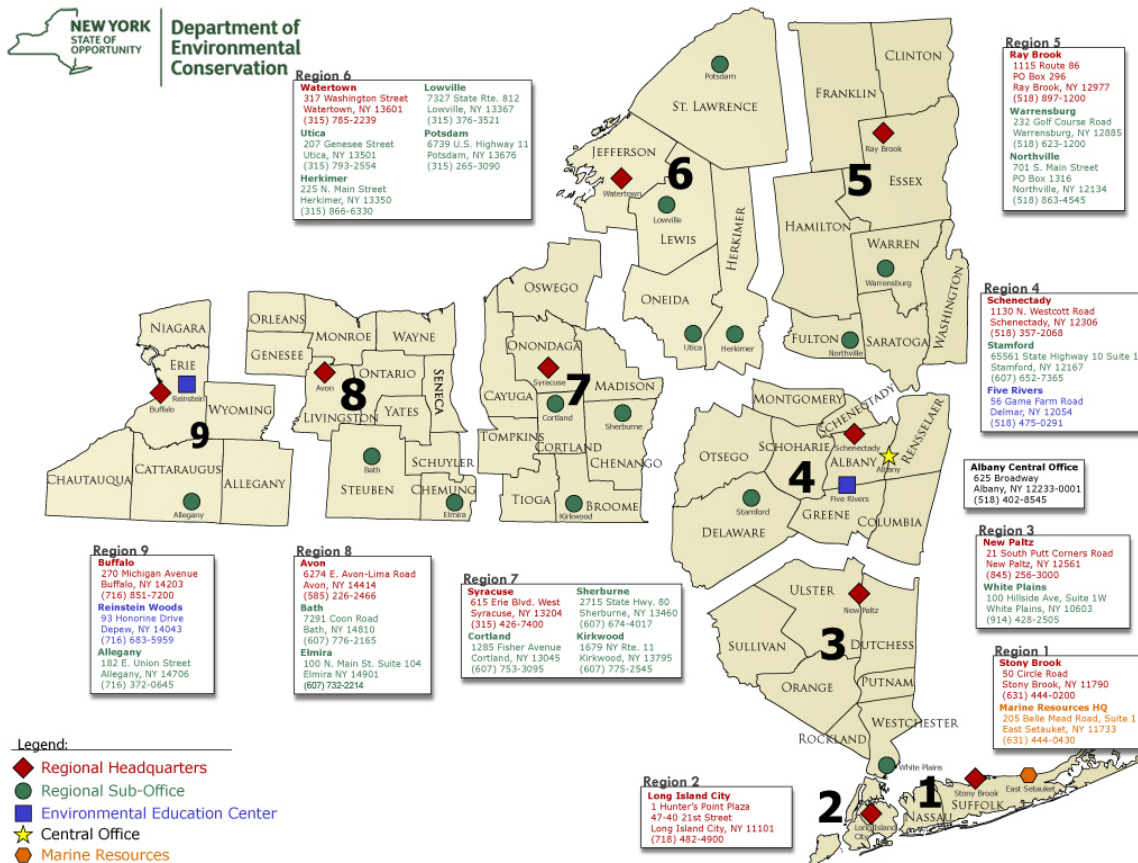 NEW YORK
STATE OF
OPPORTUNITY
Department of
Environmental
Conservation
Region 6
Watertown
317 Washington Street
Watertown, NY 13601
(315) 785-2239
Utica
207 Genesee Street
Utica, NY 13501
(315) 793-2554
Herkimer
225 N. Main Street
Herkimer, NY 13350
(315) 866-6330
Lowville
7327 State Rte. 812
Lowville, NY 13367
(315) 376-3521
Potsdam
6739 U.S. Highway 11
Potsdam, NY 13676
(315) 265-3090
Region 5
Ray Brook
1115 Route 86
PO Box 296
Ray Brook, NY 12977
(518) 897-1200
Warrensburg
232 Golf Course Road
Warrensburg, NY 12885
(518) 623-1200
Northville
701 S. Main Street
PO Box 1316
Northville, NY 12134
(518) 863-4545
Region 4
Schenectady
1130 N. Westcott Road
Schenectady, NY 12306
(518) 357-2068
Stamford
65561 State Highway 10 Suite 1
Stamford, NY 12167
(607) 652-7365
Five Rivers
56 Game Farm Road
Delmar, NY 12054
(518) 475-0291
Albany Central Office
625 Broadway
Albany, NY 12233-0001
(518) 402-8545
Region 3
New Paltz
21 South Putt Corners Road
New Paltz, NY 12561
(845) 256-3000
White Plains
100 Hillside Ave, Suite 1W
White Plains, NY 10603
(914) 428-2505
Region 1
Stony Brook
50 Circle Road
Stony Brook, NY 11790
(631) 444-0200
Marine Resources HQ
205 Belle Mead Road, Suite 1
East Setauket, NY 11733
(631) 444-0430
Region 2
Long Island City
1 Hunter's Point Plaza
47-40 21st Street
Long Island City, NY 11101
(718) 482-4900
Region 9
Buffalo
270 Michigan Avenue
Buffalo, NY 14203
(716) 851-7200
Reinstein Woods
93 Honorine Drive
Depew, NY 14043
(716) 683-5959
Allegany
182 E. Union Street
Allegany, NY 14706
(716) 372-0645
Region 8
Avon
6274 E. Avon-Lima Road
Avon, NY 14414
(585) 226-2466
Bath
7291 Coon Road
Bath, NY 14810
(607) 776-2165
Elmira
100 N. Main St. Suite 104
Elmira NY 14901
(607) 732-2214
Region 7
Syracuse
615 Erie Blvd. West
Syracuse, NY 13204
(315) 426-7400
Cortland
1285 Fisher Avenue
Cortland, NY 13045
(607) 753-3095
Sherburne
2715 State Hwy. 80
Sherburne, NY 13460
(607) 674-4017
Kirkwood
1679 NY Rte. 11
Kirkwood, NY 13795
(607) 775-2545
Potsdam
ST. LAWRENCE
JEFFERSON
Watertown
6
Lowville
LEWIS
HERKIMER
ONEIDA
Utica
Herkimer
CLINTON
FRANKLIN
Ray Brook
5
ESSEX
HAMILTON
WARREN
Warrensburg
WASHINGTON
FULTON
Northville
SARATOGA
NIAGARA
ERIE
Reinstein
Buffalo
WYOMING
9
CATTARAUGUS
CHAUTAUQUA
ALLEGANY
Allegany
ORLEANS
MONROE
WAYNE
GENESEE
Avon
8
ONTARIO
SENECA
LIVINGSTON
YATES
Bath
SCHUYLER
STEUBEN
CHEMUNG
Elmira
OSWEGO
ONONDAGA
Syracuse
7
MADISON
CAYUGA
Cortland
Sherburne
TOMPKINS
CORTLAND
CHENANGO
TIOGA
Kirkwood
BROOME
MONTGOMERY
SCHENECTADY
RENSSELAER
OTSEGO
SCHOHARIE
Schenectady
ALBANY
Albany
4
Five Rivers
Stamford
GREENE
COLUMBIA
DELAWARE
ULSTER
New Paltz
SULLIVAN
3
DUTCHESS
ORANGE
PUTNAM
WESTCHESTER
ROCKLAND
White Plains
2
Long Island
City
1
Stony Brook
East Setauket
NASSAU
SUFFOLK
Legend:
Regional Headquarters
Regional Sub-Office
Environmental Education Center
Central Office
Marine Resources